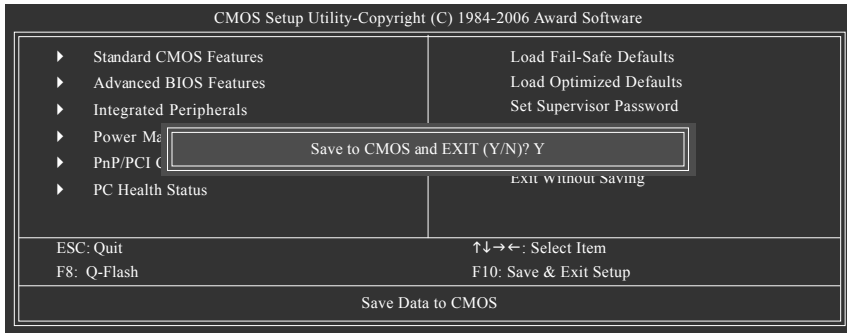 CMOS Setup Utility-Copyright (C) 1984-2006 Award Software
Standard CMOS Features
Advanced BIOS Features
Integrated Peripherals
Power Ma
PnP/PCI
PC Health Status
Load Fail-Safe Defaults
Load Optimized Defaults
Set Supervisor Password
Exit Without Saving
Save to CMOS and EXIT (Y/N)? Y
ESC: Quit
F8: Q-Flash
↑↓→←: Select Item
F10: Save & Exit Setup
Save Data to CMOS